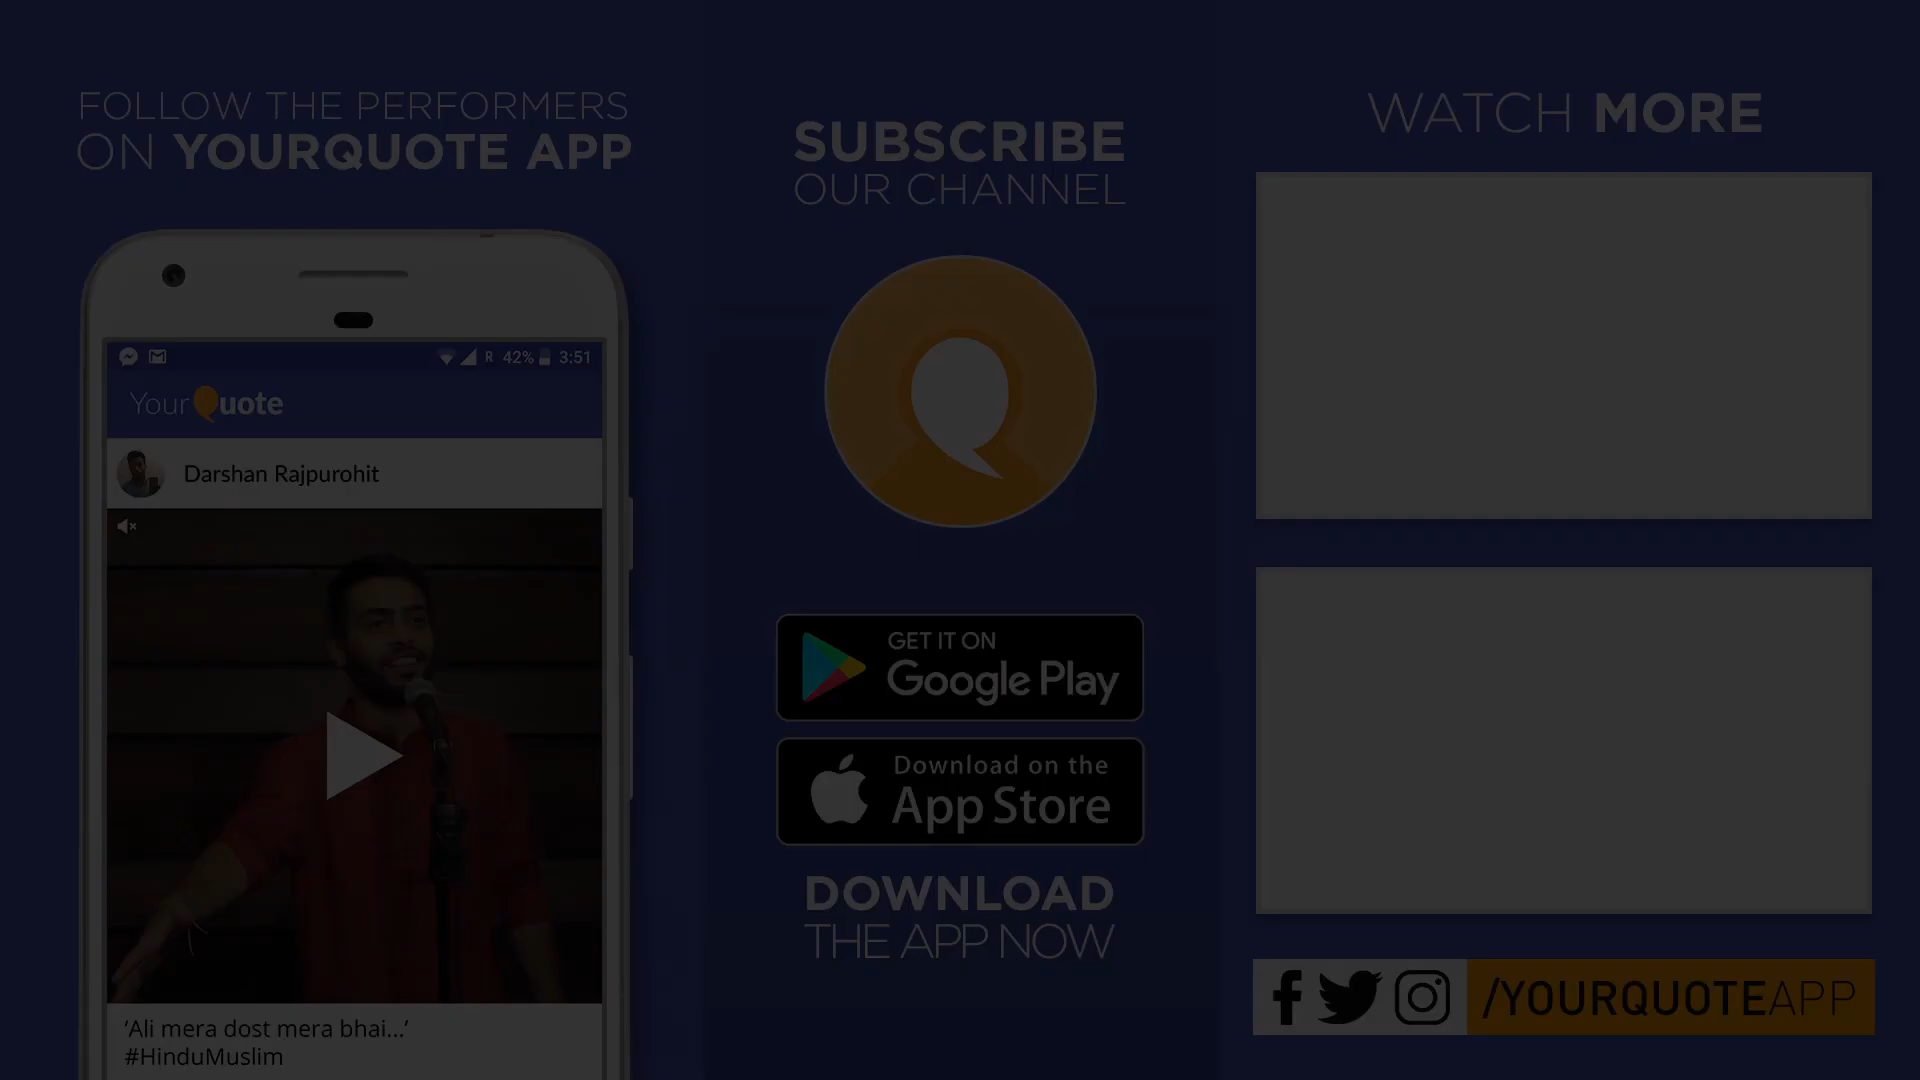 FOLLOW THE PERFORMERS
ON YOURQUOTE APP
R 42% 3:51
YourQuote
Darshan Rajpurohit
‘Ali mera dost mera bhai...’
#HinduMuslim
SUBSCRIBE
OUR CHANNEL
GET IT ON
Google Play
Download on the
App Store
DOWNLOAD
THE APP NOW
WATCH MORE
/YOURQUOTEAPP